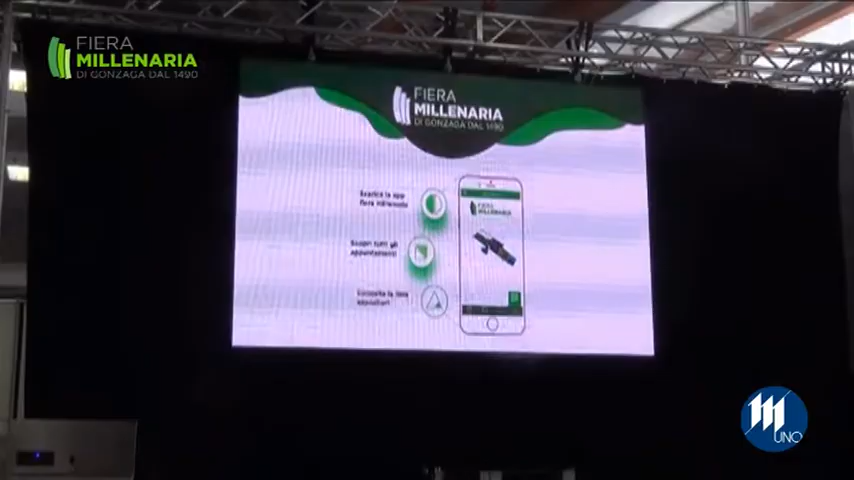 FIERA
MILLENARIA
DI GONZAGA DAL 1490
FIERA
MILLENARIA
DI GONZAGA DAL 1490
Scarica la app
fiera millenaria
FIERA
MILLENARIA
Scopri tutti gli
appuntamenti
espositori
UNO